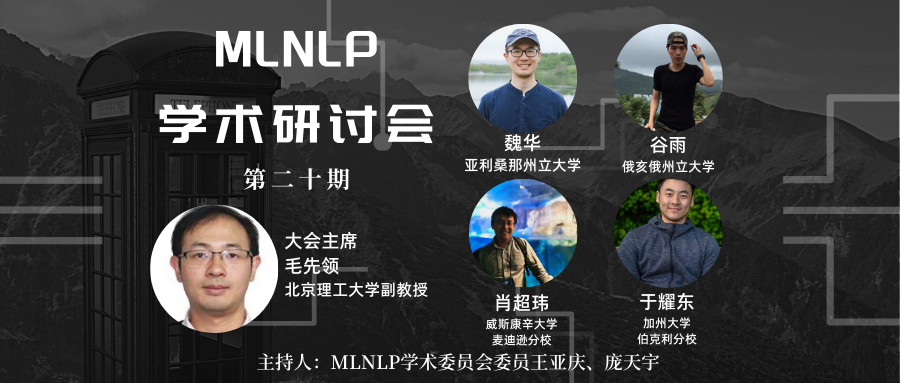 MLNLP
学术研讨会
第二十期
大会主席
毛先领
北京理工大学副教授
魏华
亚利桑那州立大学
谷雨
俄亥俄州立大学
肖超玮
威斯康辛大学
麦迪逊分校
于耀东
加州大学
伯克利分校
主持人：MLNLP学术委员会委员王亚庆、庞天宇
TELEPHONE